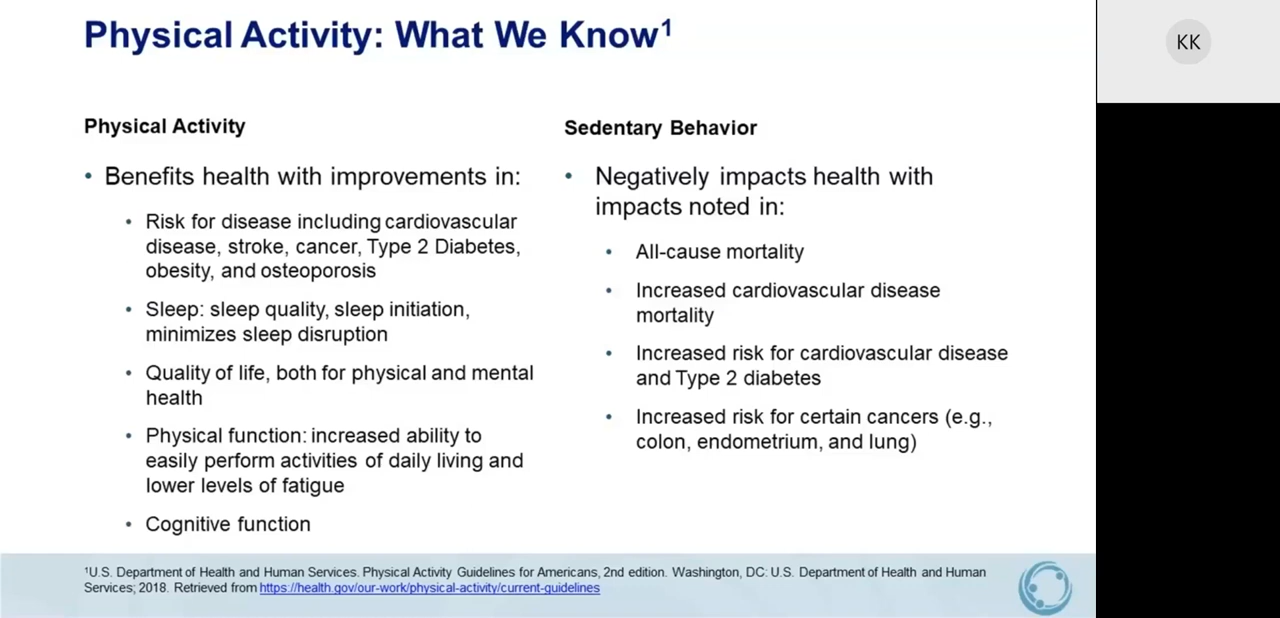 Physical Activity: What We Know¹
KK
Physical Activity
• Benefits health with improvements in:
• Risk for disease including cardiovascular
disease, stroke, cancer, Type 2 Diabetes,
obesity, and osteoporosis
• Sleep: sleep quality, sleep initiation,
minimizes sleep disruption
• Quality of life, both for physical and mental
health
• Physical function: increased ability to
easily perform activities of daily living and
lower levels of fatigue
• Cognitive function
Sedentary Behavior
• Negatively impacts health with
impacts noted in:
• All-cause mortality
• Increased cardiovascular disease
mortality
• Increased risk for cardiovascular disease
and Type 2 diabetes
• Increased risk for certain cancers (e.g.,
colon, endometrium, and lung)
¹U.S. Department of Health and Human Services. Physical Activity Guidelines for Americans, 2nd edition. Washington, DC: U.S. Department of Health and Human
Services; 2018. Retrieved from https://health.gov/our-work/physical-activity/current-guidelines